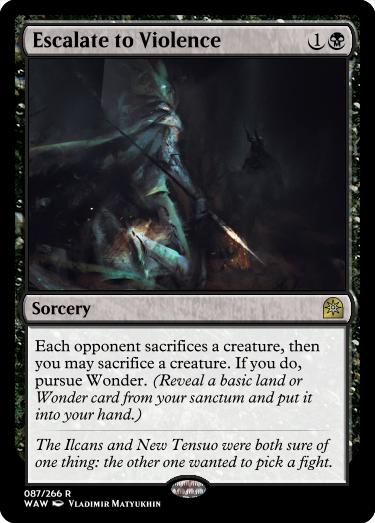 Escalate to Violence 1
Sorcery
Each opponent sacrifices a creature, then
you may sacrifice a creature. If you do,
pursue Wonder. (Reveal a basic land or
Wonder card from your sanctum and put it
into your hand.)
The Ilcans and New Tensuo were both sure of
one thing: the other one wanted to pick a fight.
087/266 R
WAW Vladimir Matyukhin